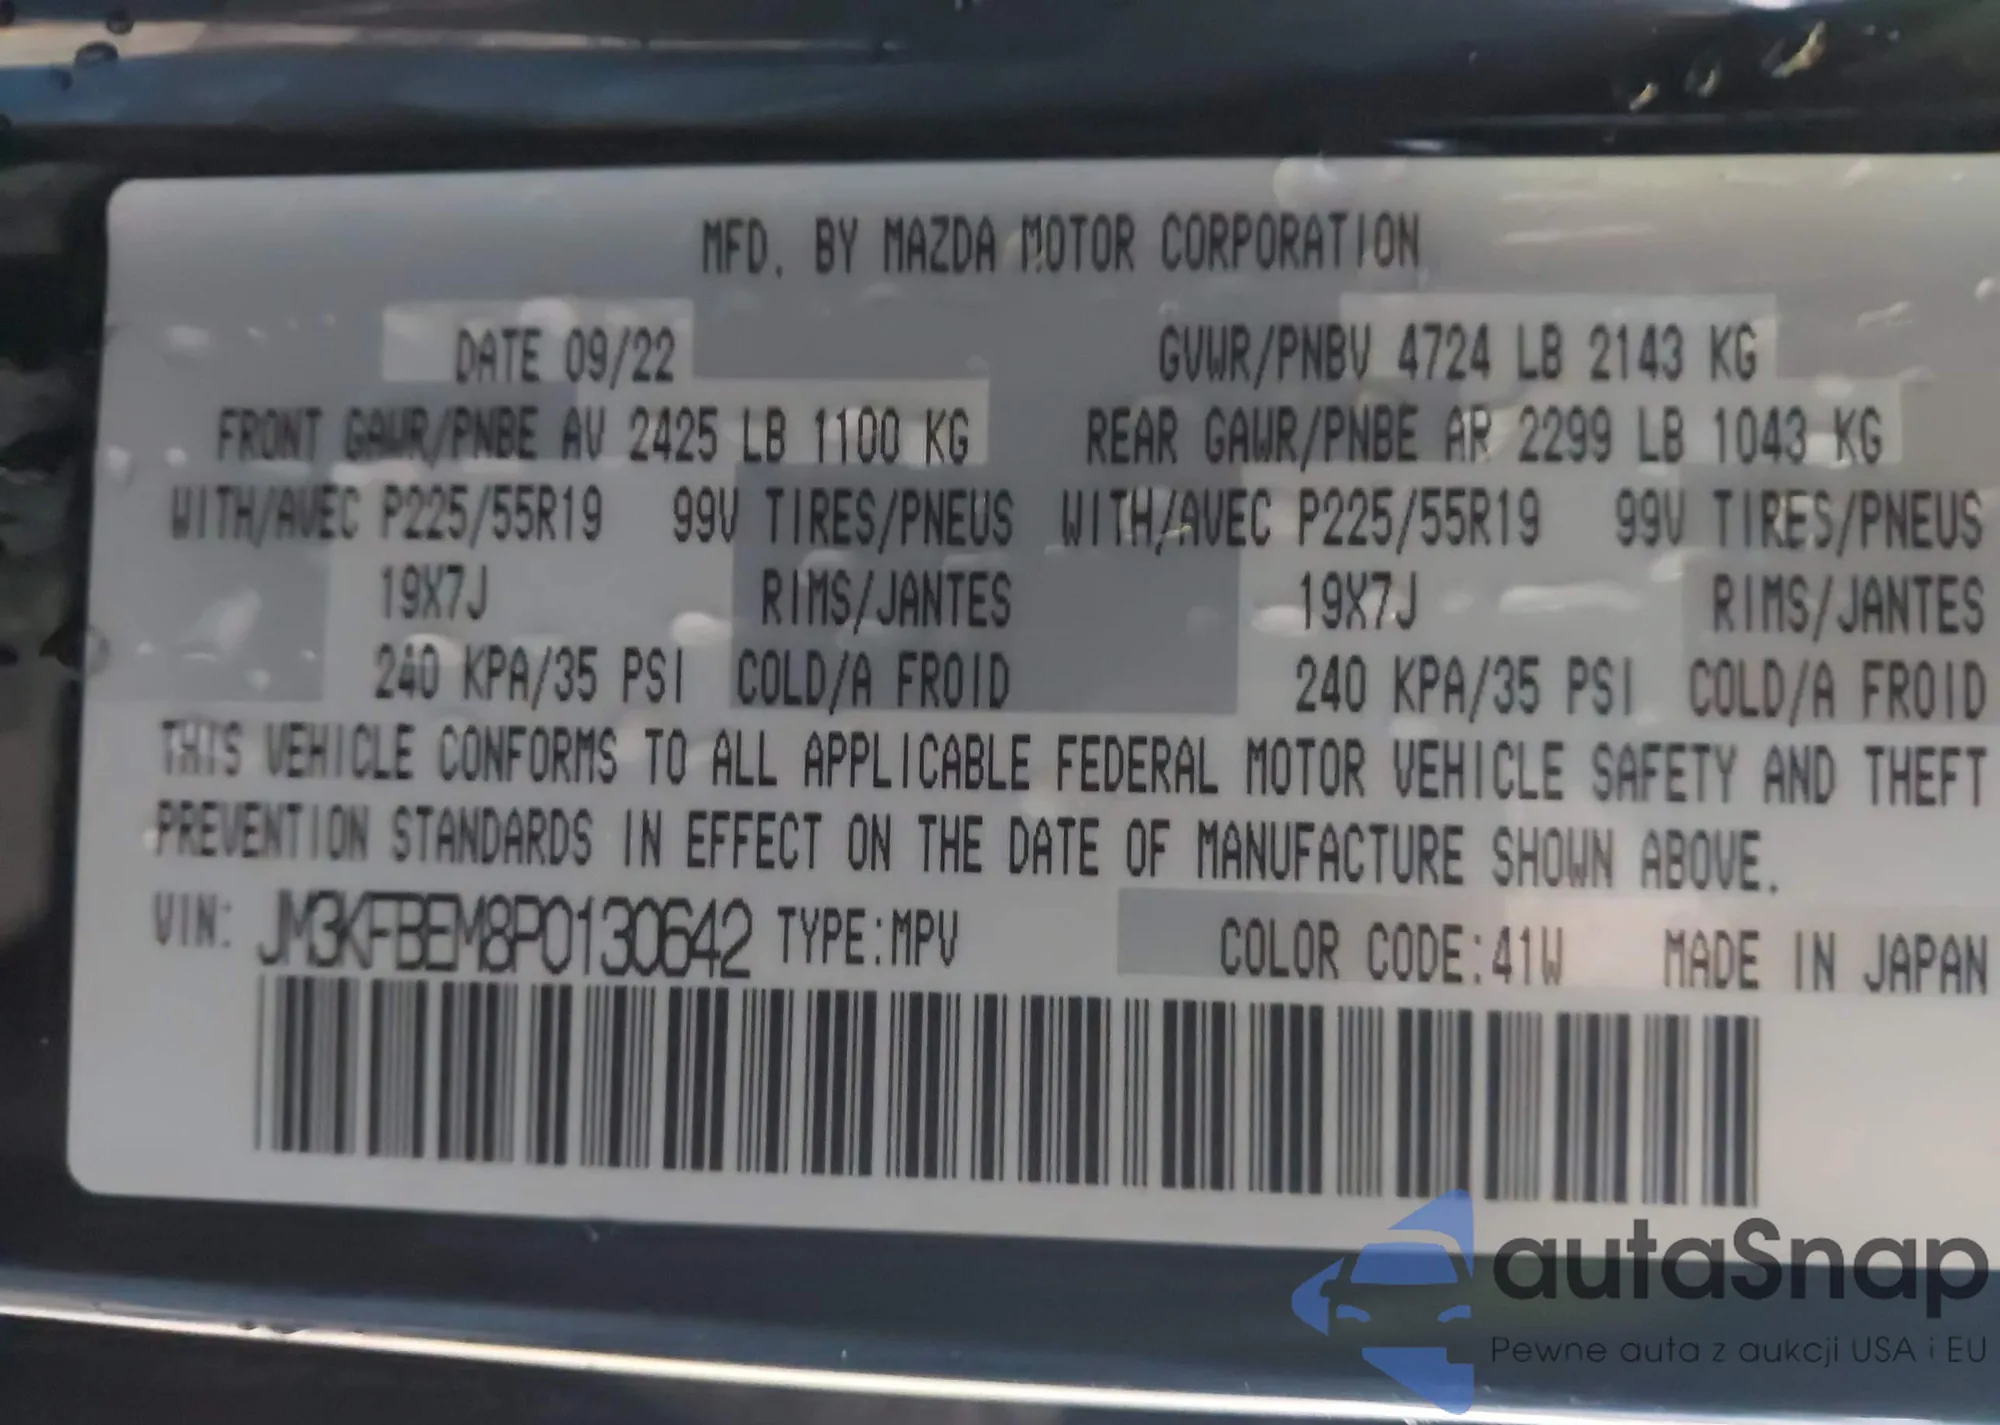 MFD. BY MAZDA MOTOR CORPORATION
DATE 09/22 GVWR/PNBV 4724 LB 2143 KG
FRONT GAWR/PNBE AV 2425 LB 1100 KG REAR GAWR/PNBE AR 2299 LB 1043 KG
WITH/AVEC P225/55R19 99V TIRES/PNEUS WITH/AVEC P225/55R19 99V TIRES/PNEUS
19X7J RIMS/JANTES 19X7J RIMS/JANTES
240 KPA/35 PSI COLD/A FROID 240 KPA/35 PSI COLD/A FROID
THIS VEHICLE CONFORMS TO ALL APPLICABLE FEDERAL MOTOR VEHICLE SAFETY AND THEFT
PREVENTION STANDARDS IN EFFECT ON THE DATE OF MANUFACTURE SHOWN ABOVE.
VIN: JM3KFBEM8P0130642 TYPE:MPV COLOR CODE:41W MADE IN JAPAN
autaSnap
Pewne auta z aukcji USA i EU